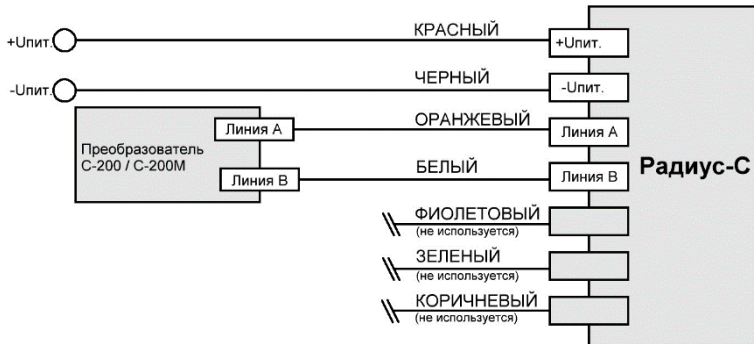 КРАСНЫЙ
+Uпит.
+Uпит.
ЧЕРНЫЙ
-Uпит.
-Uпит.
ОРАНЖЕВЫЙ
Линия А
Линия А
Преобразователь
С-200 / С-200М
БЕЛЫЙ
Линия В
Линия В
Радиус-С
ФИОЛЕТОВЫЙ
(не используется)
ЗЕЛЕНЫЙ
(не используется)
КОРИЧНЕВЫЙ
(не используется)